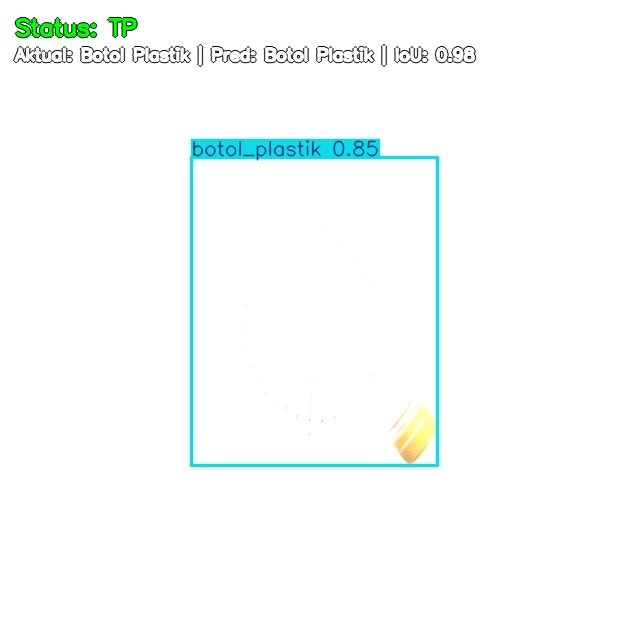 Status: TP
Aktual: Botol Plastik | Pred: Botol Plastik | IoU: 0.98
botol_plastik 0.85